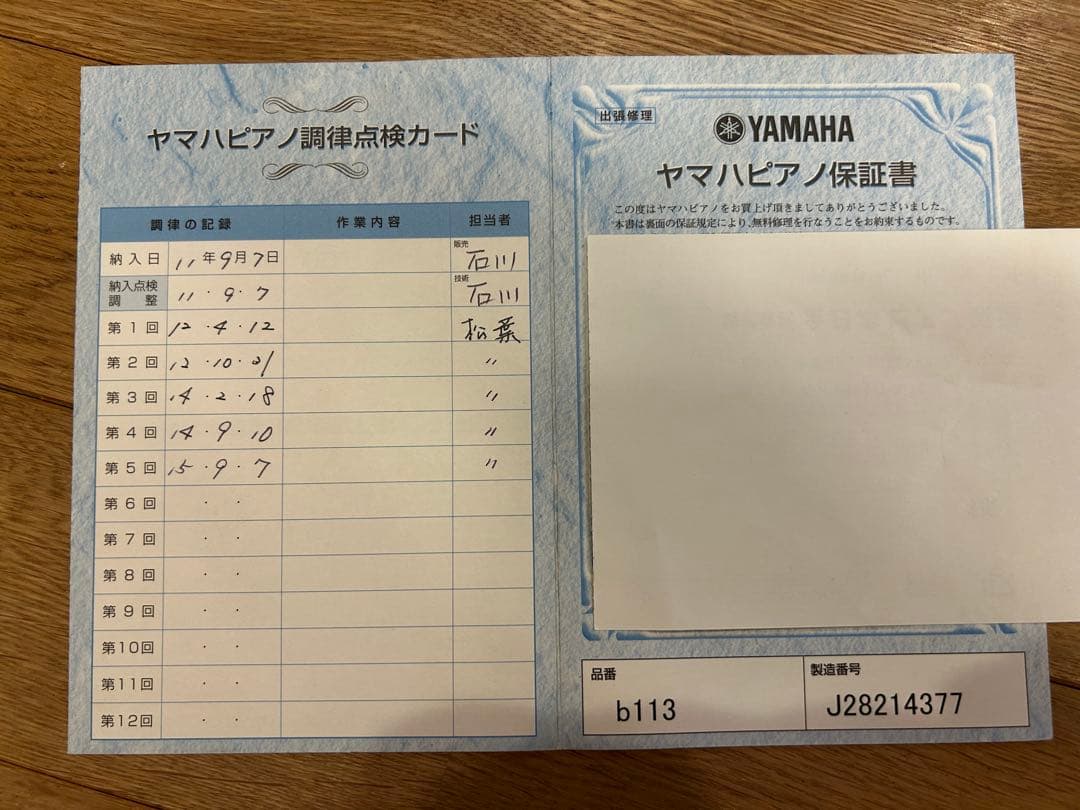 ヤマハピアノ調律点検カード
調律の記録 作業内容 担当者
納入日 11年9月7日 販売 石川
納入点検調整 11・9・7 技術 石川
第1回 12・4・12 松葉
第2回 12・10・21 〃
第3回 14・2・18 〃
第4回 14・9・10 〃
第5回 15・9・7 〃
第6回 ・ ・
第7回 ・ ・
第8回 ・ ・
第9回 ・ ・
第10回 ・ ・
第11回 ・ ・
第12回 ・ ・
出張修理
YAMAHA
ヤマハピアノ保証書
この度はヤマハピアノをお買上げ頂きましてありがとうございました。
本書は裏面の保証規定により、無料修理を行なうことをお約束するものです。
品番 製造番号
b113 J28214377